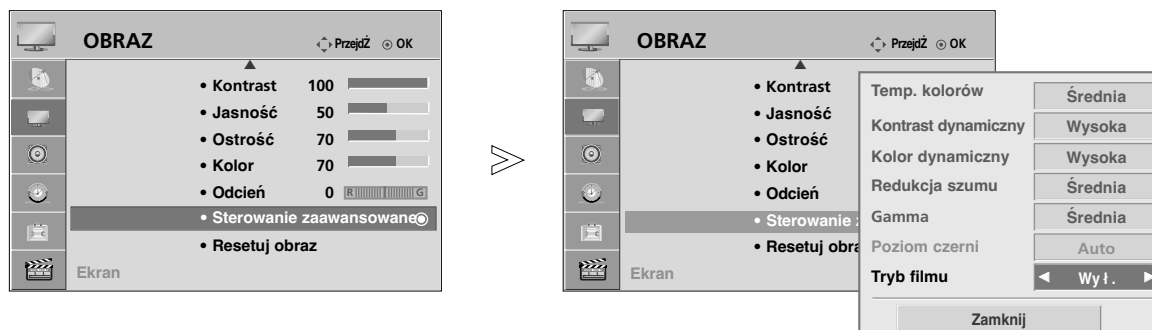 OBRAZ PrzejdŹ OK
• Kontrast 100
• Jasność 50
• Ostrość 70
• Kolor 70
• Odcień 0 R G
• Sterowanie zaawansowane
• Resetuj obraz
Ekran
OBRAZ PrzejdŹ OK
• Kontrast
• Jasność
• Ostrość
• Kolor
• Odcień
• Sterowanie
• Resetuj obra
Ekran
Temp. kolorów Średnia
Kontrast dynamiczny Wysoka
Kolor dynamiczny Wysoka
Redukcja szumu Średnia
Gamma Średnia
Poziom czerni Auto
Tryb filmu Wył.
Zamknij